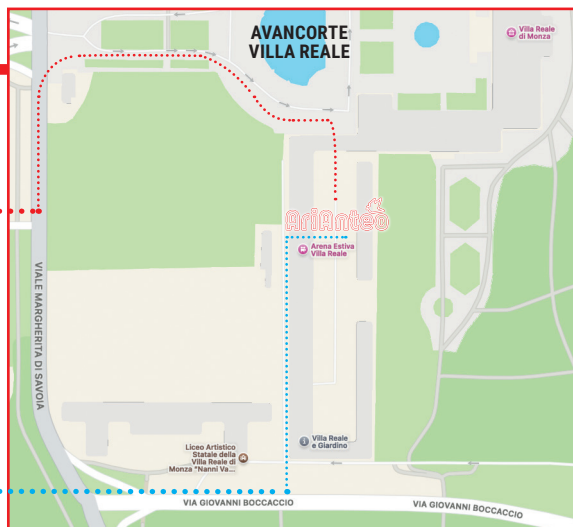 AVANCORTE
VILLA REALE
Villa Reale
di Monza
AriAnteo
Arena Estiva
Villa Reale
VIALE MARGHERITA DI SAVOIA
Liceo Artistico
Statale della
Villa Reale di
Monza "Nanni Va....
Villa Reale
e Giardino
VIA GIOVANNI BOCCACCIO
VIA GIOVANNI BOCCACCIO